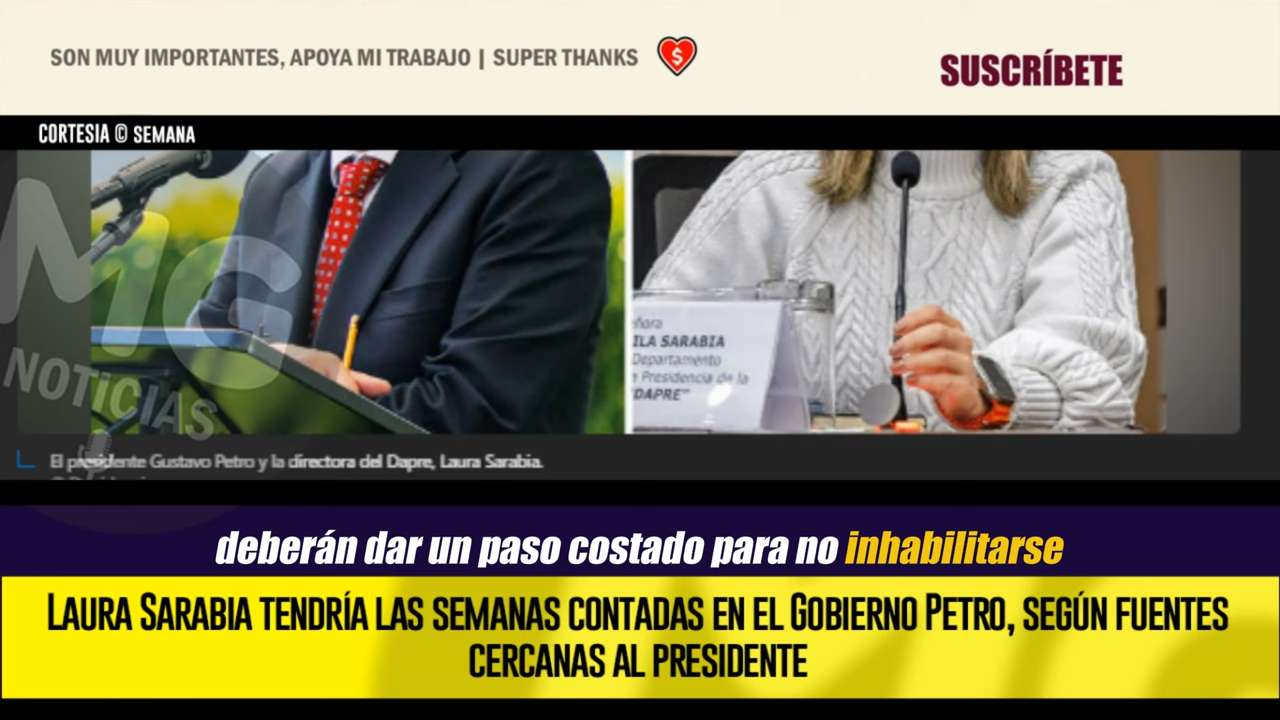 SON MUY IMPORTANTES, APOYA MI TRABAJO | SUPER THANKS
$
SUSCRÍBETE
CORTESIA © SEMANA
MG
NOTICIAS
ILA SARABIA
Departamento
Presidencia de la
DAPRE"
El presidente Gustavo Petro y la directora del Dapre, Laura Sarabia.
deberán dar un paso costado para no inhabilitarse
LAURA SARABIA TENDRÍA LAS SEMANAS CONTADAS EN EL GOBIERNO PETRO, SEGÚN FUENTES
CERCANAS AL PRESIDENTE